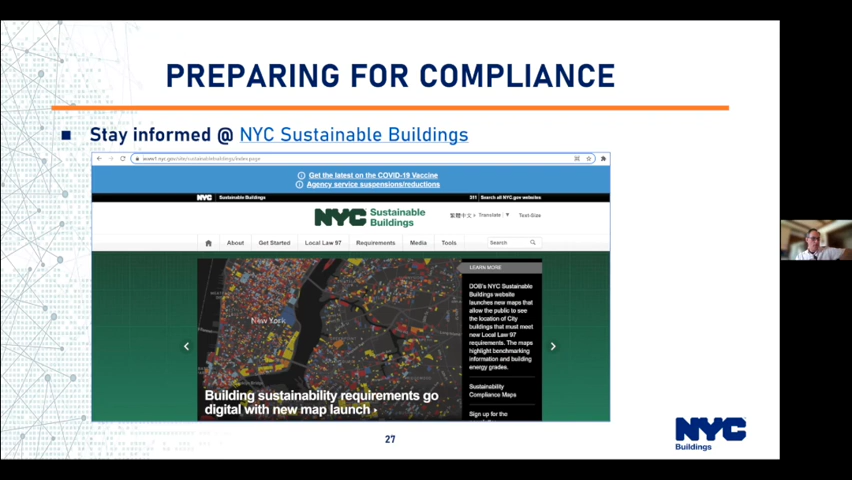 PREPARING FOR COMPLIANCE
Stay informed @ NYC Sustainable Buildings
Get the latest on the COVID-19 Vaccine
Agency service suspensions/reductions
NYC Sustainable Buildings
311 Search all NYC.gov websites
NYC Sustainable
Buildings
繁體中文 Translate Text-Size
About Get Started Local Law 97 Requirements Media Tools Search
LEARN MORE
DOB's NYC Sustainable
Buildings website
launches new maps that
allow the public to see
the location of City
buildings that must meet
new Local Law 97
requirements. The maps
highlight benchmarking
information and building
energy grades.
New York
Building sustainability requirements go
digital with new map launch
Sustainability
Compliance Maps
Sign up for the
27
NYC
Buildings